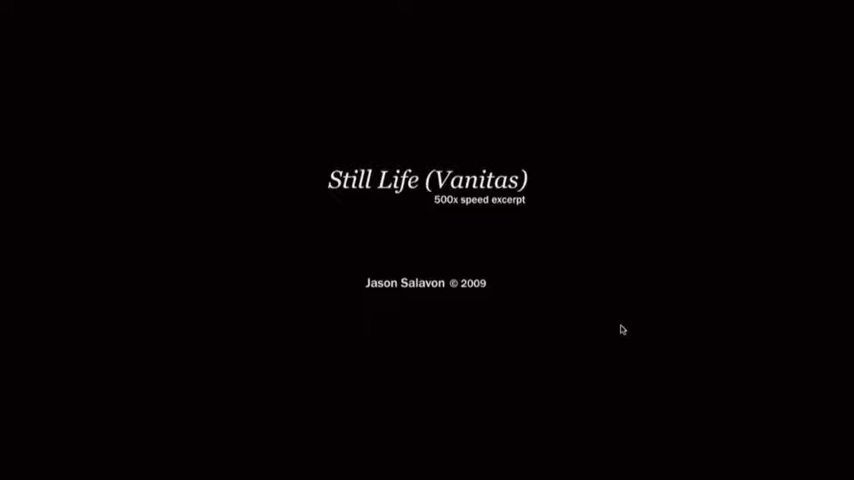 Still Life (Vanitas)
500x speed excerpt
Jason Salavon © 2009